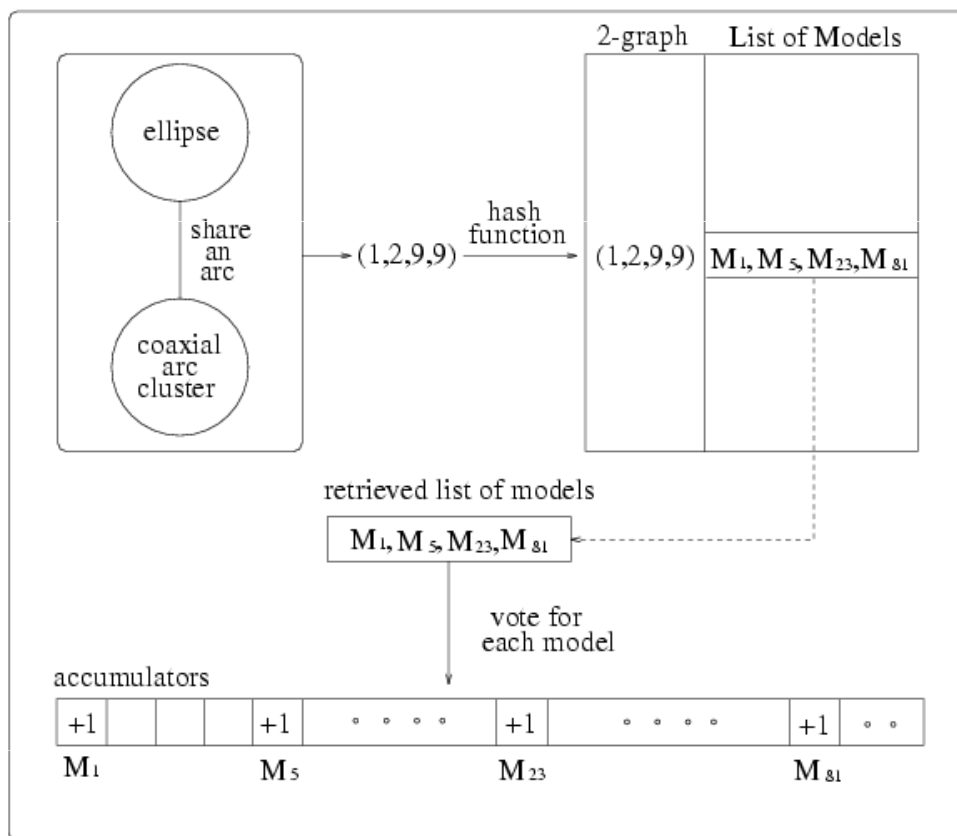 2-graph
List of Models
ellipse
share
an
arc
coaxial
arc
cluster
(1,2,9,9)
hash
function
(1,2,9,9)
M₁, M₅, M₂₃, M₈₁
retrieved list of models
M₁, M₅, M₂₃, M₈₁
vote for
each model
accumulators
+1 +1 +1 +1
M₁ M₅ M₂₃ M₈₁